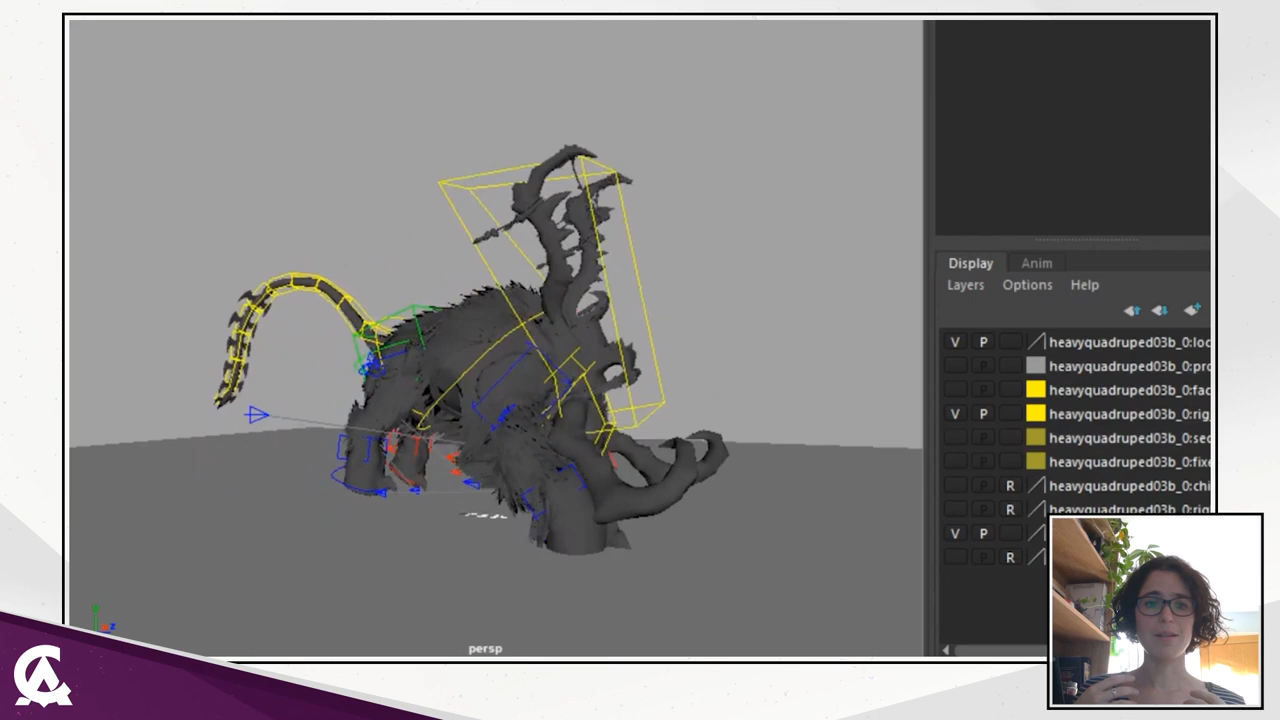 Display Anim
Layers Options Help
V P heavyquadruped03b_0:loc
P heavyquadruped03b_0:pro
P heavyquadruped03b_0:fac
V P heavyquadruped03b_0:rig
P heavyquadruped03b_0:sec
P heavyquadruped03b_0:fixe
P R heavyquadruped03b_0:chi
P R heavyquadruped03b_0:rig
V P
P R
z
persp